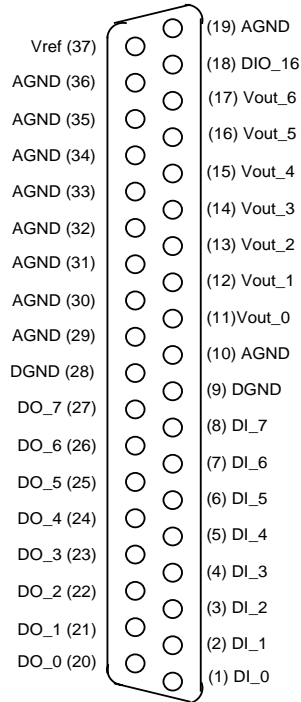 (19) AGND
Vref (37)
(18) DIO_16
AGND (36)
(17) Vout_6
AGND (35)
(16) Vout_5
AGND (34)
(15) Vout_4
AGND (33)
(14) Vout_3
AGND (32)
(13) Vout_2
AGND (31)
(12) Vout_1
AGND (30)
(11)Vout_0
AGND (29)
(10) AGND
DGND (28)
(9) DGND
DO_7 (27)
(8) DI_7
DO_6 (26)
(7) DI_6
DO_5 (25)
(6) DI_5
DO_4 (24)
(5) DI_4
DO_3 (23)
(4) DI_3
DO_2 (22)
(3) DI_2
DO_1 (21)
(2) DI_1
DO_0 (20)
(1) DI_0